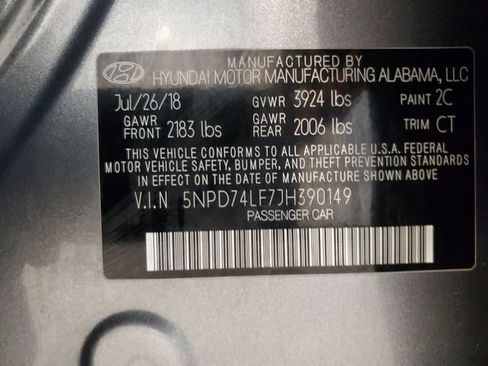 MANUFACTURED BY
HYUNDAI MOTOR MANUFACTURING ALABAMA, LLC
Jul/26/18 GVWR 3924 lbs PAINT 2C
GAWR FRONT 2183 lbs GAWR REAR 2006 lbs TRIM CT
THIS VEHICLE CONFORMS TO ALL APPLICABLE U.S.A. FEDERAL
MOTOR VEHICLE SAFETY, BUMPER, AND THEFT PREVENTION STANDARDS
IN EFFECT ON THE DATE OF MANUFACTURE SHOWN ABOVE.
V.I.N 5NPD74LF7JH390149
PASSENGER CAR